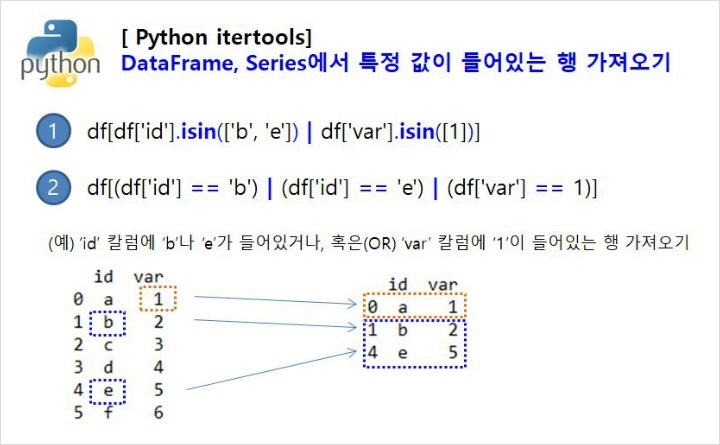 python
[ Python itertools]
DataFrame, Series에서 특정 값이 들어있는 행 가져오기
1 df[df['id'].isin(['b', 'e']) | df['var'].isin([1])]
2 df[(df['id'] == 'b') | (df['id'] == 'e') | (df['var'] == 1)]
(예) 'id' 칼럼에 'b'나 'e'가 들어있거나, 혹은(OR) 'var' 칼럼에 '1'이 들어있는 행 가져오기
id var
0 a 1
1 b 2
2 c 3
3 d 4
4 e 5
5 f 6
id var
0 a 1
1 b 2
4 e 5